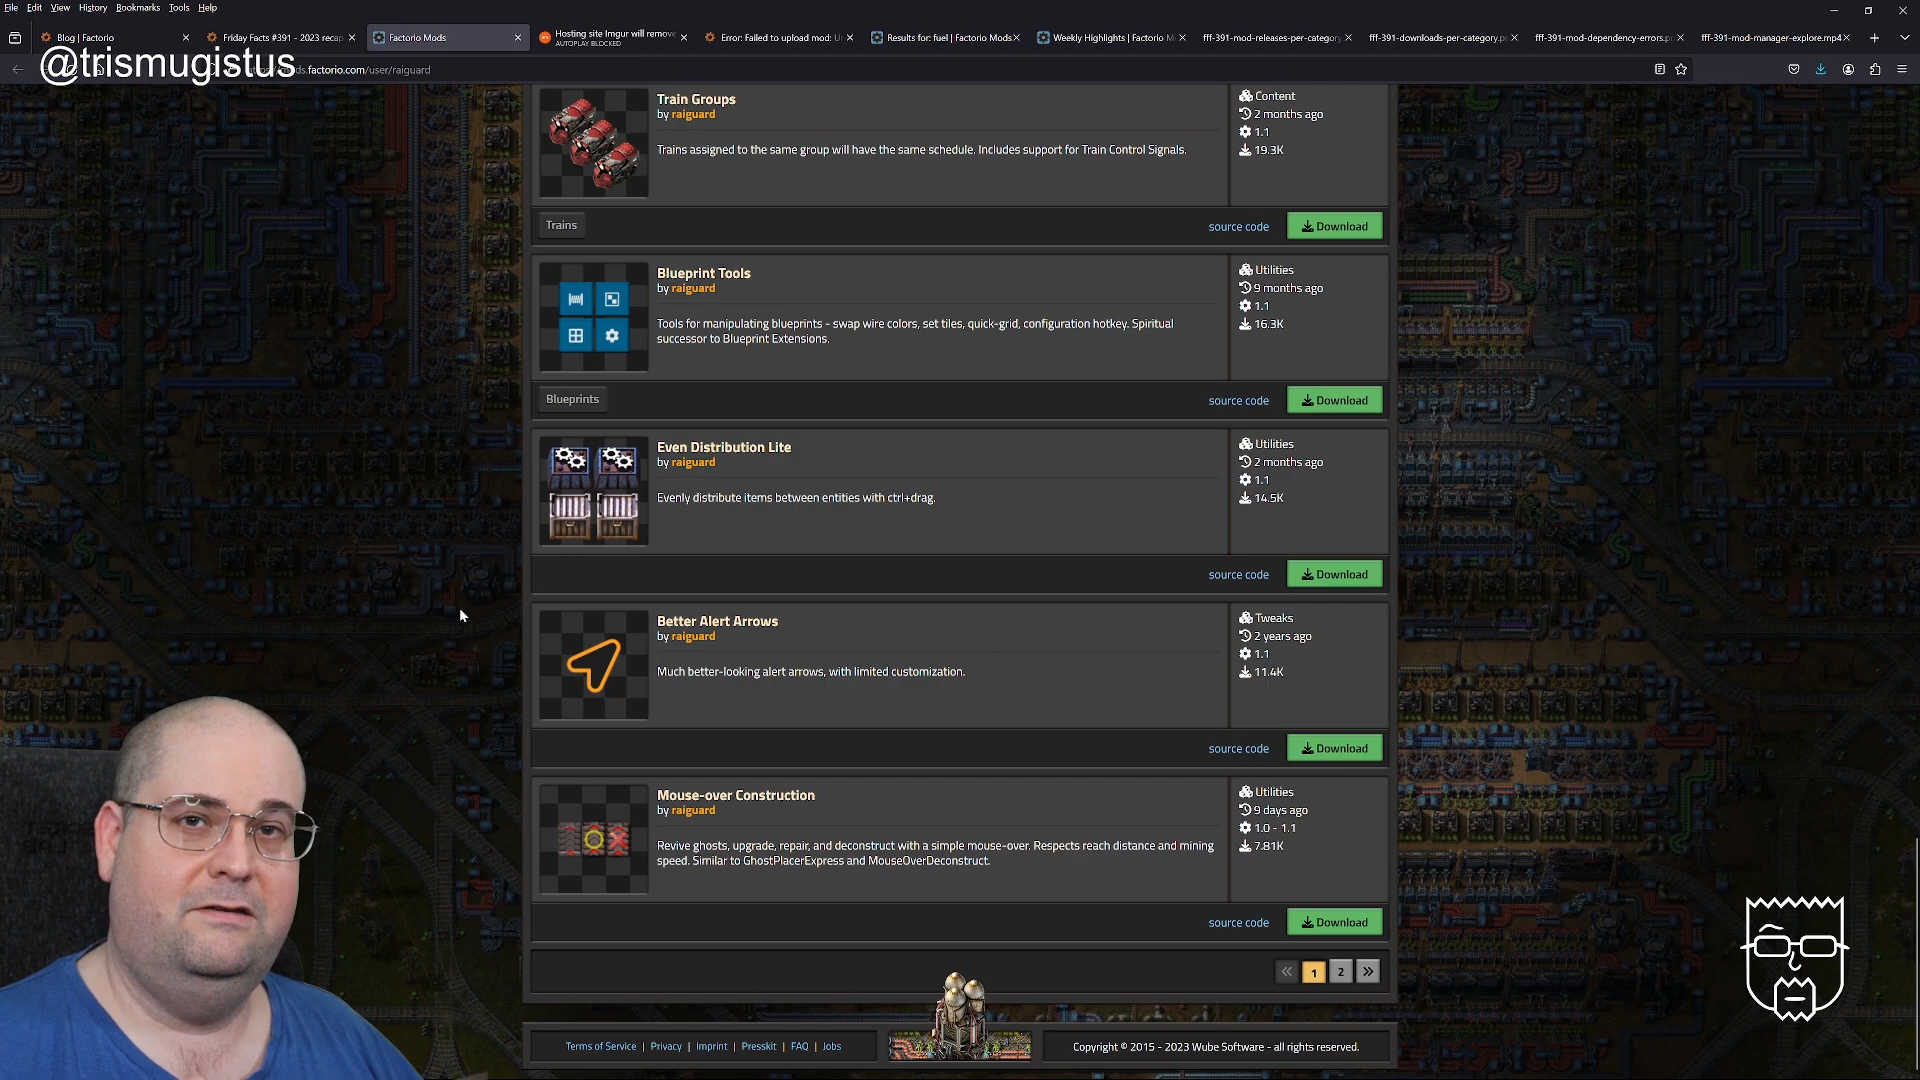 File Edit View History Bookmarks Tools Help
Blog | Factorio
Friday Facts #391 - 2023 recap
Factorio Mods
Hosting site Imgur will remove
AUTOPLAY BLOCKED
Error: Failed to upload mod: Un
Results for: fuel | Factorio Mods
Weekly Highlights | Factorio M
fff-391-mod-releases-per-category
fff-391-downloads-per-category.p
fff-391-mod-dependency-errors.pn
fff-391-mod-manager-explore.mp4
@trismugistus
ds.factorio.com/user/raiguard
Train Groups
by raiguard
Trains assigned to the same group will have the same schedule. Includes support for Train Control Signals.
Content
2 months ago
1.1
19.3K
Trains
source code
Download
Blueprint Tools
by raiguard
Tools for manipulating blueprints - swap wire colors, set tiles, quick-grid, configuration hotkey. Spiritual
successor to Blueprint Extensions.
Utilities
9 months ago
1.1
16.3K
Blueprints
source code
Download
Even Distribution Lite
by raiguard
Evenly distribute items between entities with ctrl+drag.
Utilities
2 months ago
1.1
14.5K
source code
Download
Better Alert Arrows
by raiguard
Much better-looking alert arrows, with limited customization.
Tweaks
2 years ago
1.1
11.4K
source code
Download
Mouse-over Construction
by raiguard
Revive ghosts, upgrade, repair, and deconstruct with a simple mouse-over. Respects reach distance and mining
speed. Similar to GhostPlacerExpress and MouseOverDeconstruct.
Utilities
9 days ago
1.0 - 1.1
7.81K
source code
Download
« 1 2 »
Terms of Service | Privacy | Imprint | Presskit | FAQ | Jobs
Copyright © 2015 - 2023 Wube Software - all rights reserved.